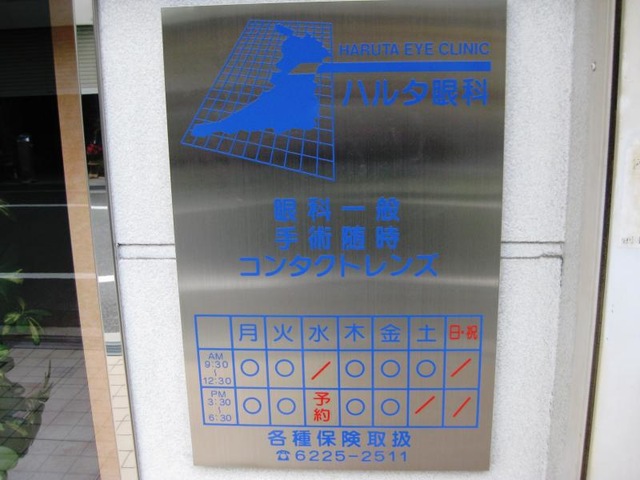 HARUTA EYE CLINIC
ハルタ眼科
眼科一般
手術随時
コンタクトレンズ
月 火 水 木 金 土 日・祝
AM 9:30 ~ 12:30 ○ ○ / ○ ○ ○ /
PM 3:30 ~ 6:30 ○ ○ 予約 ○ ○ / /
各種保険取扱
☎6225-2511